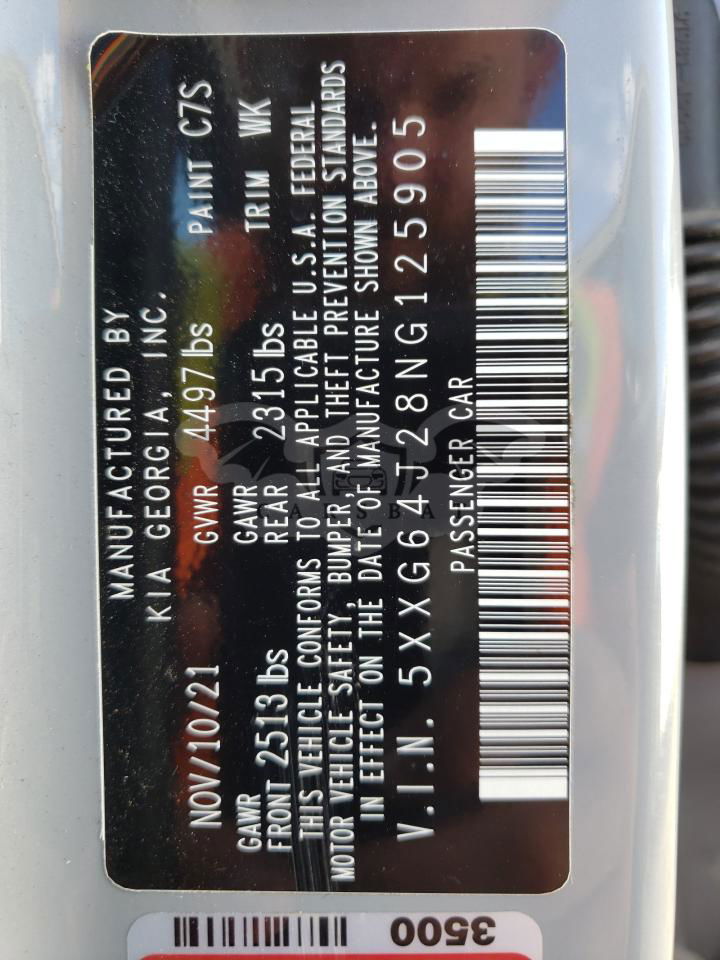 MANUFACTURED BY
KIA GEORGIA, INC.
NOV/10/21 GVWR 4497 lbs PAINT C7S
GAWR GAWR
FRONT 2513 lbs REAR 2315 lbs TRIM WK
THIS VEHICLE CONFORMS TO ALL APPLICABLE U.S.A. FEDERAL
MOTOR VEHICLE SAFETY, BUMPER AND THEFT PREVENTION STANDARDS
IN EFFECT ON THE DATE OF MANUFACTURE SHOWN ABOVE.
V.I.N. 5XXG64J28NG125905
PASSENGER CAR
3500